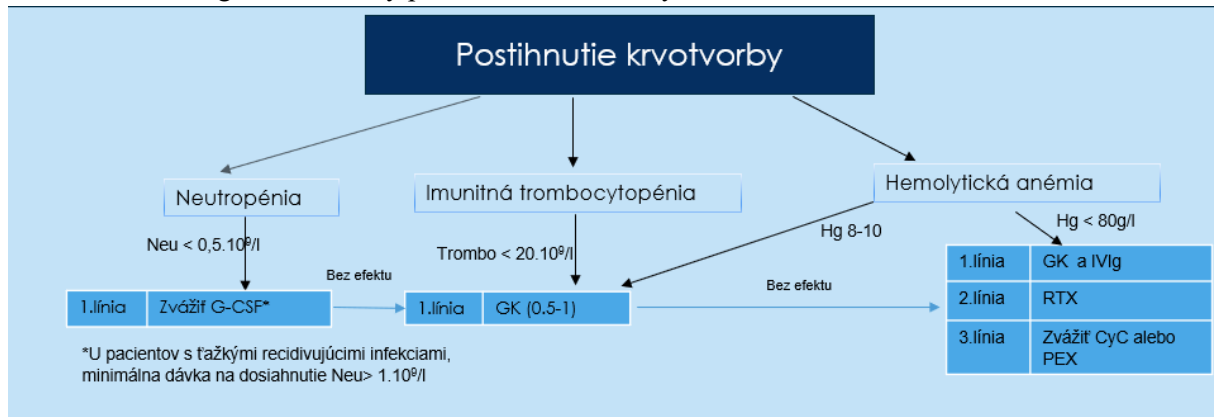 Postihnutie krvotvorby
Neutropénia
Imunitná trombocytopénia
Hemolytická anémia
Neu < 0,5.10⁹/l
Trombo < 20.10⁹/l
Hg 8-10
Hg < 80g/l
1.línia Zvážiť G-CSF*
Bez efektu
1.línia GK (0.5-1)
Bez efektu
1.línia GK a IVIg
2.línia RTX
3.línia Zvážiť CyC alebo
PEX
*U pacientov s ťažkými recidivujúcimi infekciami,
minimálna dávka na dosiahnutie Neu> 1.10⁹/l